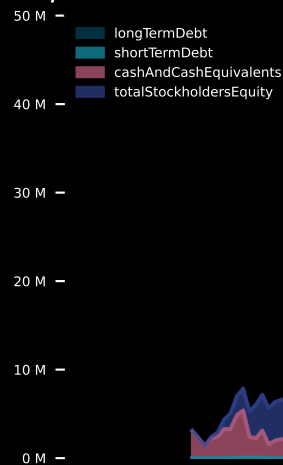 50 M
longTermDebt
shortTermDebt
cashAndCashEquivalents
totalStockholdersEquity
40 M
30 M
20 M
10 M
0 M